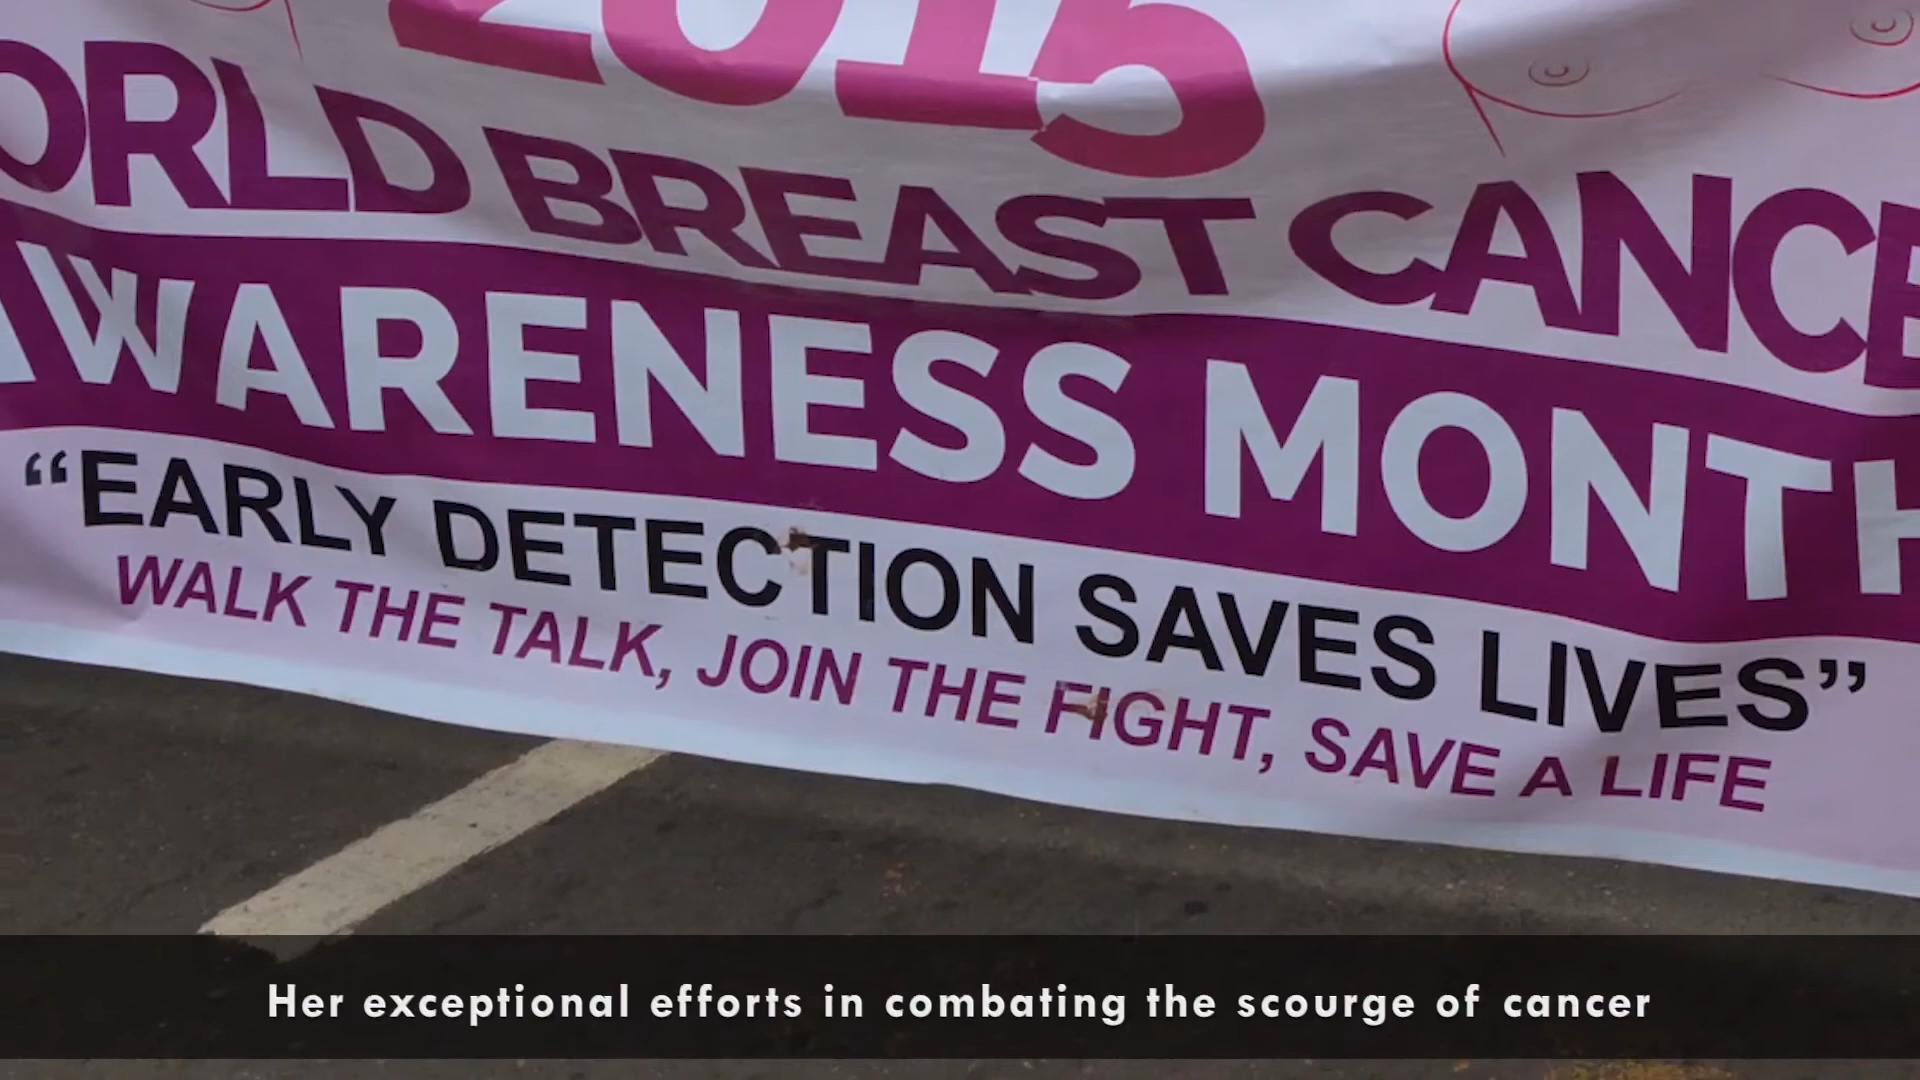 2015
ORLD BREAST CANCE
AWARENESS MONTH
“EARLY DETECTION SAVES LIVES”
WALK THE TALK, JOIN THE FIGHT, SAVE A LIFE
Her exceptional efforts in combating the scourge of cancer